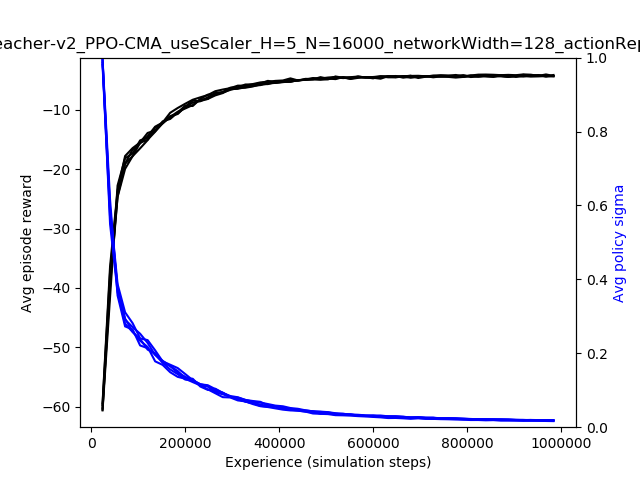 eacher-v2_PPO-CMA_useScaler_H=5_N=16000_networkWidth=128_actionRep
−10
−20
−30
−40
−50
−60
Avg episode reward
1.0
0.8
0.6
0.4
0.2
0.0
Avg policy sigma
0 200000 400000 600000 800000 1000000
Experience (simulation steps)